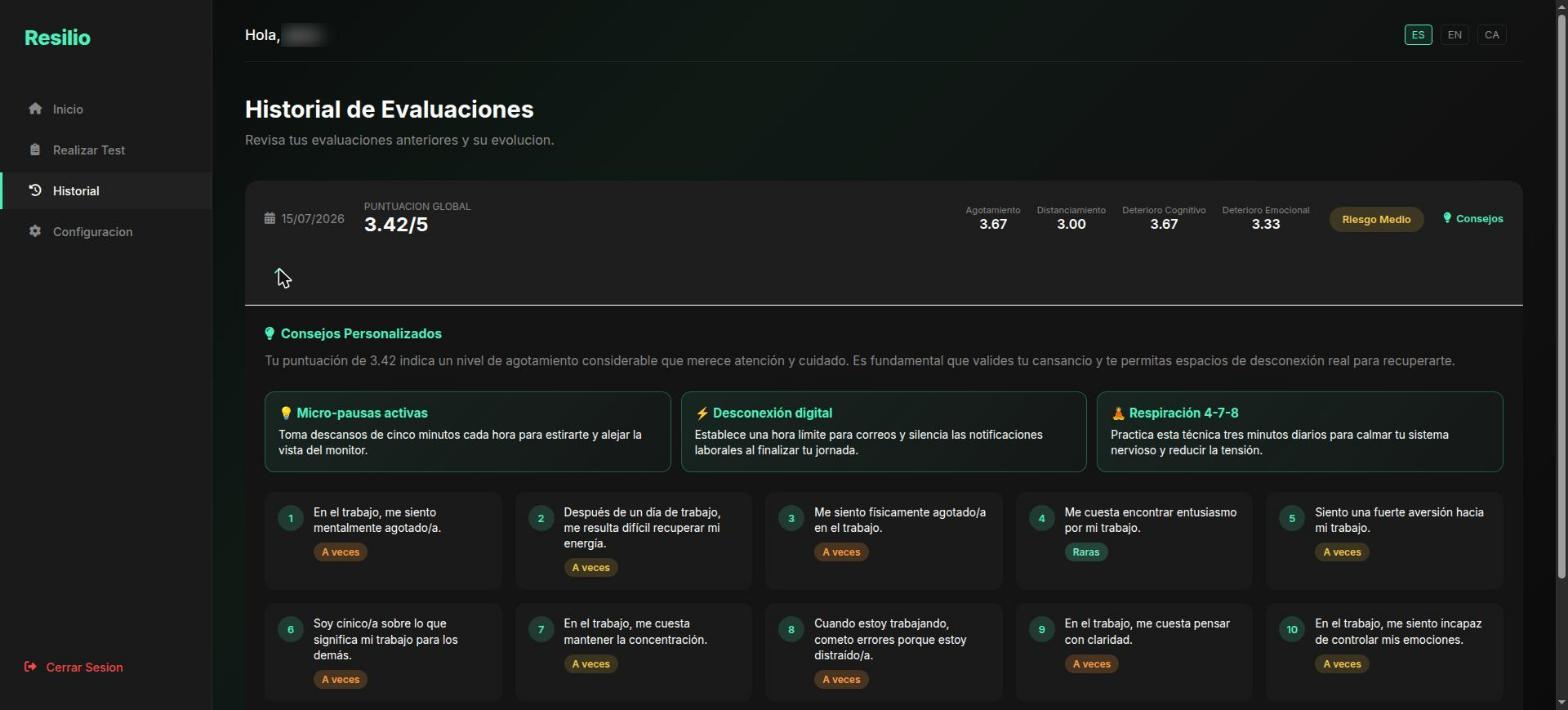 Resilio
Inicio
Realizar Test
Historial
Configuracion
Cerrar Sesion
Hola,
ES EN CA
Historial de Evaluaciones
Revisa tus evaluaciones anteriores y su evolucion.
15/07/2026
PUNTUACION GLOBAL
3.42/5
Agotamiento
3.67
Distanciamiento
3.00
Deterioro Cognitivo
3.67
Deterioro Emocional
3.33
Riesgo Medio
Consejos
Consejos Personalizados
Tu puntuación de 3.42 indica un nivel de agotamiento considerable que merece atención y cuidado. Es fundamental que valides tu cansancio y te permitas espacios de desconexión real para recuperarte.
Micro-pausas activas
Toma descansos de cinco minutos cada hora para estirarte y alejar la
vista del monitor.
Desconexión digital
Establece una hora límite para correos y silencia las notificaciones
laborales al finalizar tu jornada.
Respiración 4-7-8
Practica esta técnica tres minutos diarios para calmar tu sistema
nervioso y reducir la tensión.
1
En el trabajo, me siento
mentalmente agotado/a.
A veces
2
Después de un día de trabajo,
me resulta difícil recuperar mi
energía.
A veces
3
Me siento físicamente agotado/a
en el trabajo.
A veces
4
Me cuesta encontrar entusiasmo
por mi trabajo.
Raras
5
Siento una fuerte aversión hacia
mi trabajo.
A veces
6
Soy cínico/a sobre lo que
significa mi trabajo para los
demás.
A veces
7
En el trabajo, me cuesta
mantener la concentración.
A veces
8
Cuando estoy trabajando,
cometo errores porque estoy
distraído/a.
A veces
9
En el trabajo, me cuesta pensar
con claridad.
A veces
10
En el trabajo, me siento incapaz
de controlar mis emociones.
A veces